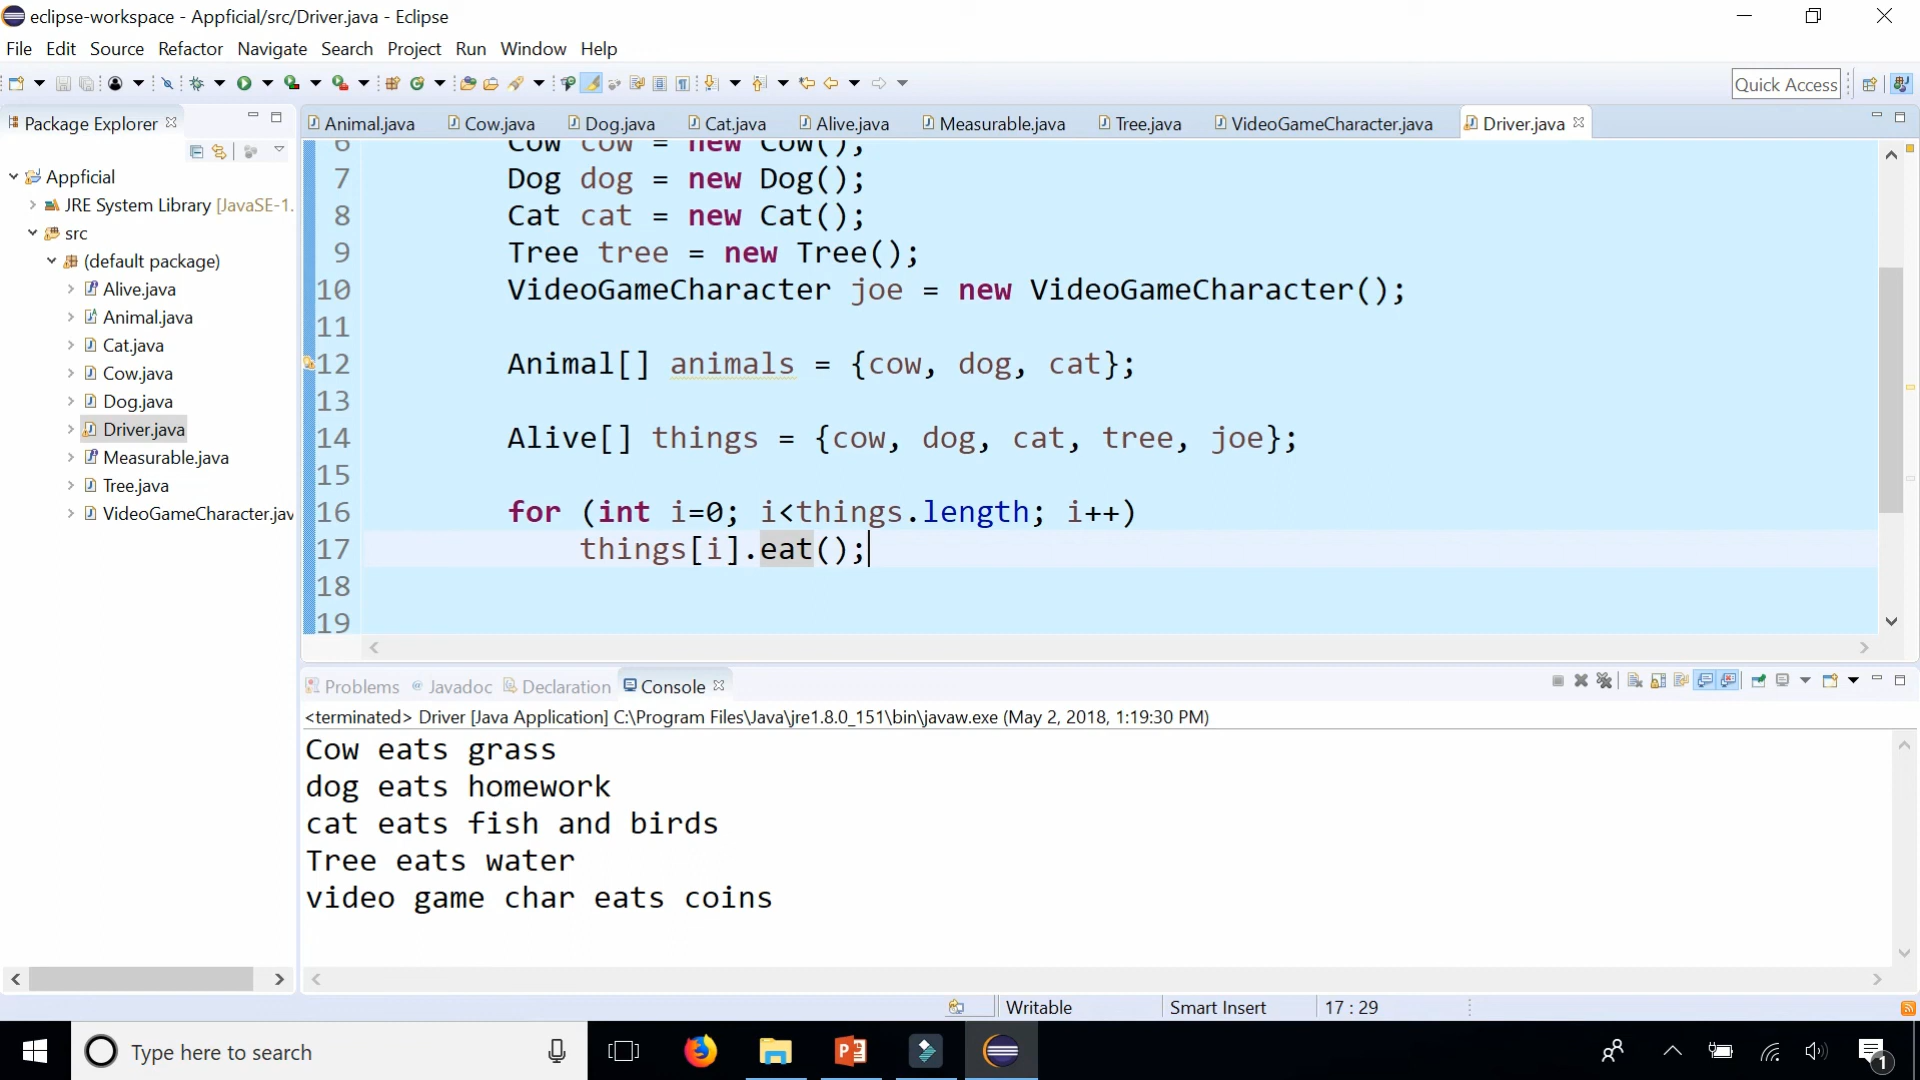 eclipse-workspace - Appficial/src/Driver.java - Eclipse
File Edit Source Refactor Navigate Search Project Run Window Help
Quick Access
Package Explorer
Animal.java Cow.java Dog.java Cat.java Alive.java Measurable.java Tree.java VideoGameCharacter.java Driver.java
Appficial
JRE System Library [JavaSE-1.
src
(default package)
Alive.java
Animal.java
Cat.java
Cow.java
Dog.java
Driver.java
Measurable.java
Tree.java
VideoGameCharacter.jav
6 Cow cow = new Cow();
7 Dog dog = new Dog();
8 Cat cat = new Cat();
9 Tree tree = new Tree();
10 VideoGameCharacter joe = new VideoGameCharacter();
11
12 Animal[] animals = {cow, dog, cat};
13
14 Alive[] things = {cow, dog, cat, tree, joe};
15
16 for (int i=0; i<things.length; i++)
17 things[i].eat();
18
19
Problems @ Javadoc Declaration Console
<terminated> Driver [Java Application] C:\Program Files\Java\jre1.8.0_151\bin\javaw.exe (May 2, 2018, 1:19:30 PM)
Cow eats grass
dog eats homework
cat eats fish and birds
Tree eats water
video game char eats coins
Writable Smart Insert 17 : 29
Type here to search
1